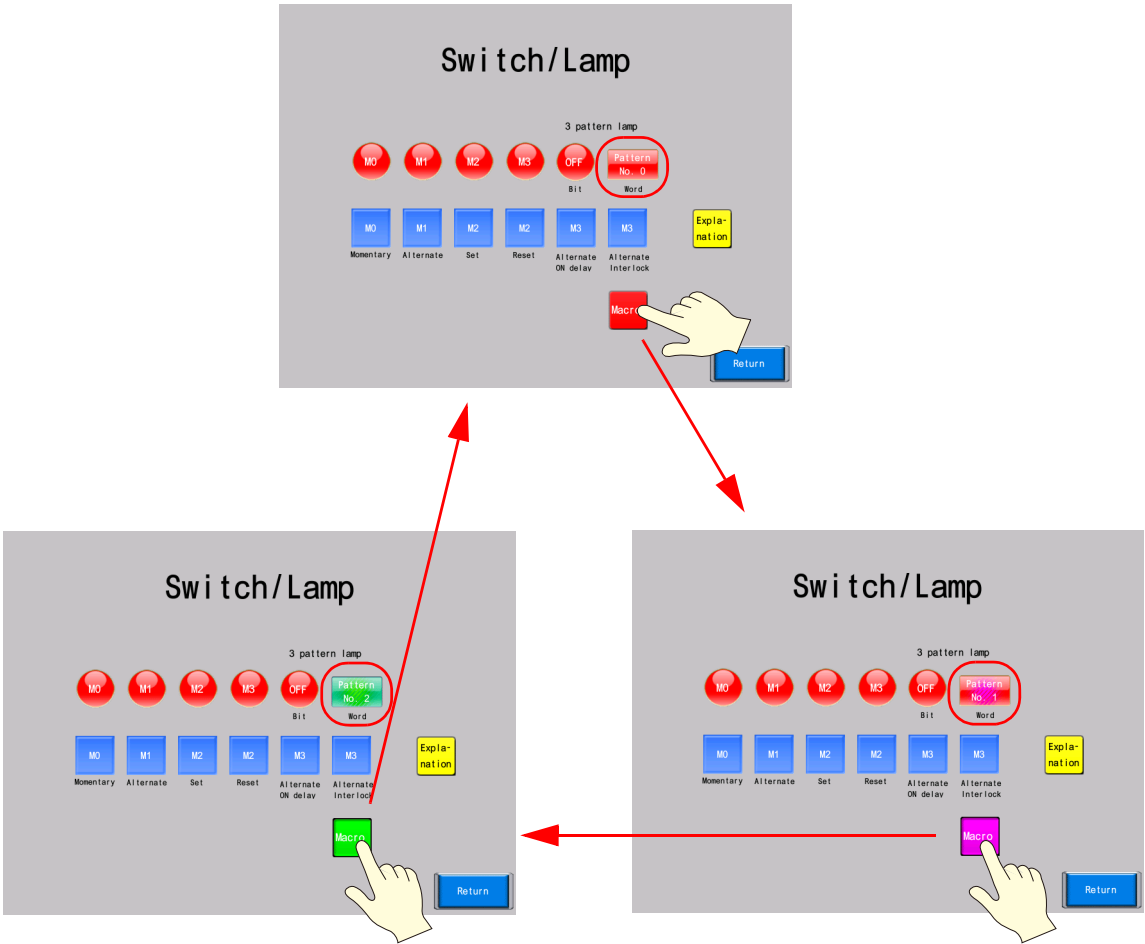 Switch/Lamp
3 pattern lamp
M0 M1 M2 M3 OFF Pattern
No. 0
Bit Word
M0 M1 M2 M2 M3 M3
Expla-
nation
Momentary Alternate Set Reset Alternate Alternate
ON delay Interlock
Macro
Return
Switch/Lamp
3 pattern lamp
M0 M1 M2 M3 OFF Pattern
No. 2
Bit Word
M0 M1 M2 M2 M3 M3
Expla-
nation
Momentary Alternate Set Reset Alternate Alternate
ON delay Interlock
Macro
Return
Switch/Lamp
3 pattern lamp
M0 M1 M2 M3 OFF Pattern
No. 1
Bit Word
M0 M1 M2 M2 M3 M3
Expla-
nation
Momentary Alternate Set Reset Alternate Alternate
ON delay Interlock
Macro
Return